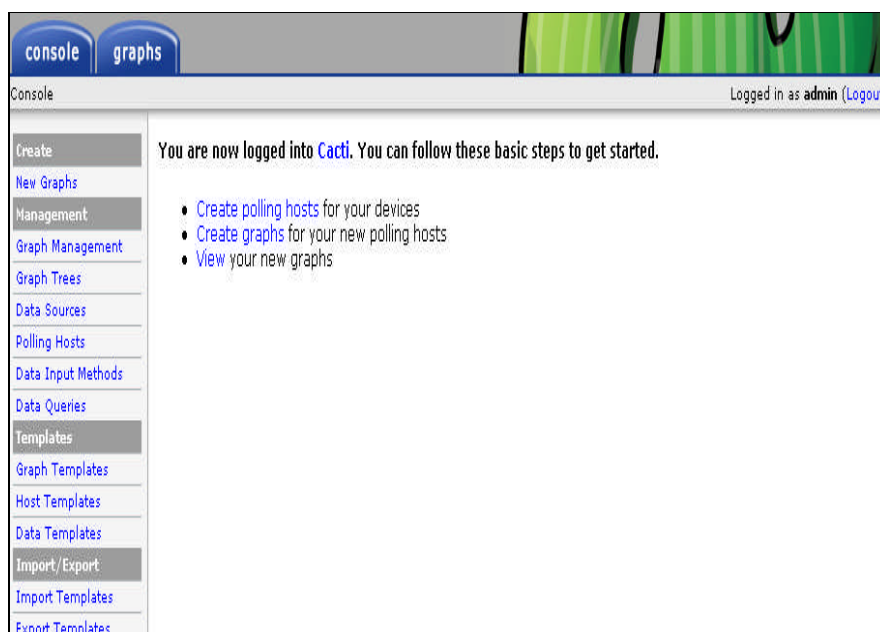 console graphs
Console
Logged in as admin (Logout
Create
New Graphs
Management
Graph Management
Graph Trees
Data Sources
Polling Hosts
Data Input Methods
Data Queries
Templates
Graph Templates
Host Templates
Data Templates
Import/Export
Import Templates
Export Templates
You are now logged into Cacti. You can follow these basic steps to get started.
• Create polling hosts for your devices
• Create graphs for your new polling hosts
• View your new graphs